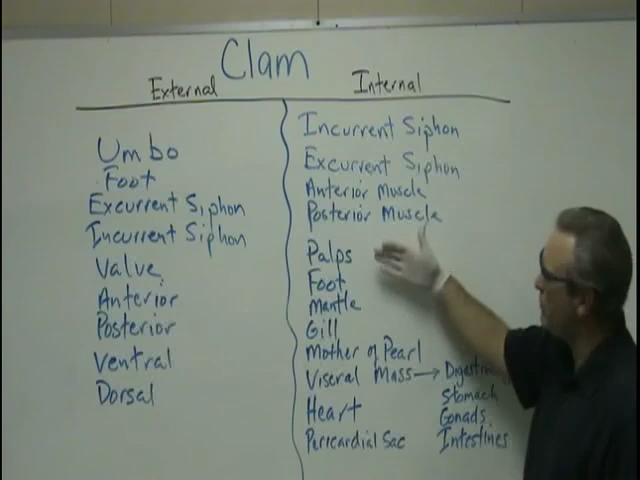 Clam
External
Umbo
Foot
Excurrent Siphon
Incurrent Siphon
Valve
Anterior
Posterior
Ventral
Dorsal
Internal
Incurrent Siphon
Excurrent Siphon
Anterior Muscle
Posterior Muscle
Palps
Foot
Mantle
Gill
Mother of Pearl
Visceral Mass →
Stomach
Gonads
Intestines
Heart
Pericardial Sac